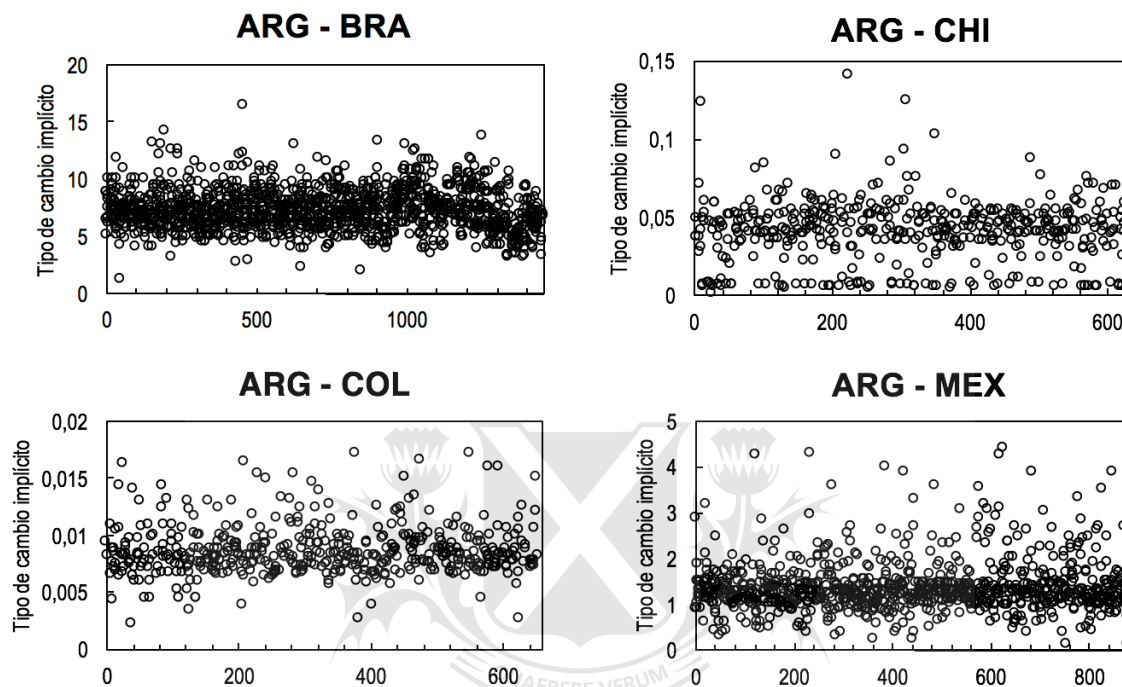 ARG - BRA
Tipo de cambio implícito
20
15
10
5
0
0 500 1000
ARG - CHI
Tipo de cambio implícito
0,15
0,1
0,05
0
0 200 400 600
ARG - COL
Tipo de cambio implícito
0,02
0,015
0,01
0,005
0
0 200 400 600
ARG - MEX
Tipo de cambio implícito
5
4
3
2
1
0
0 200 400 600 800
VERUM